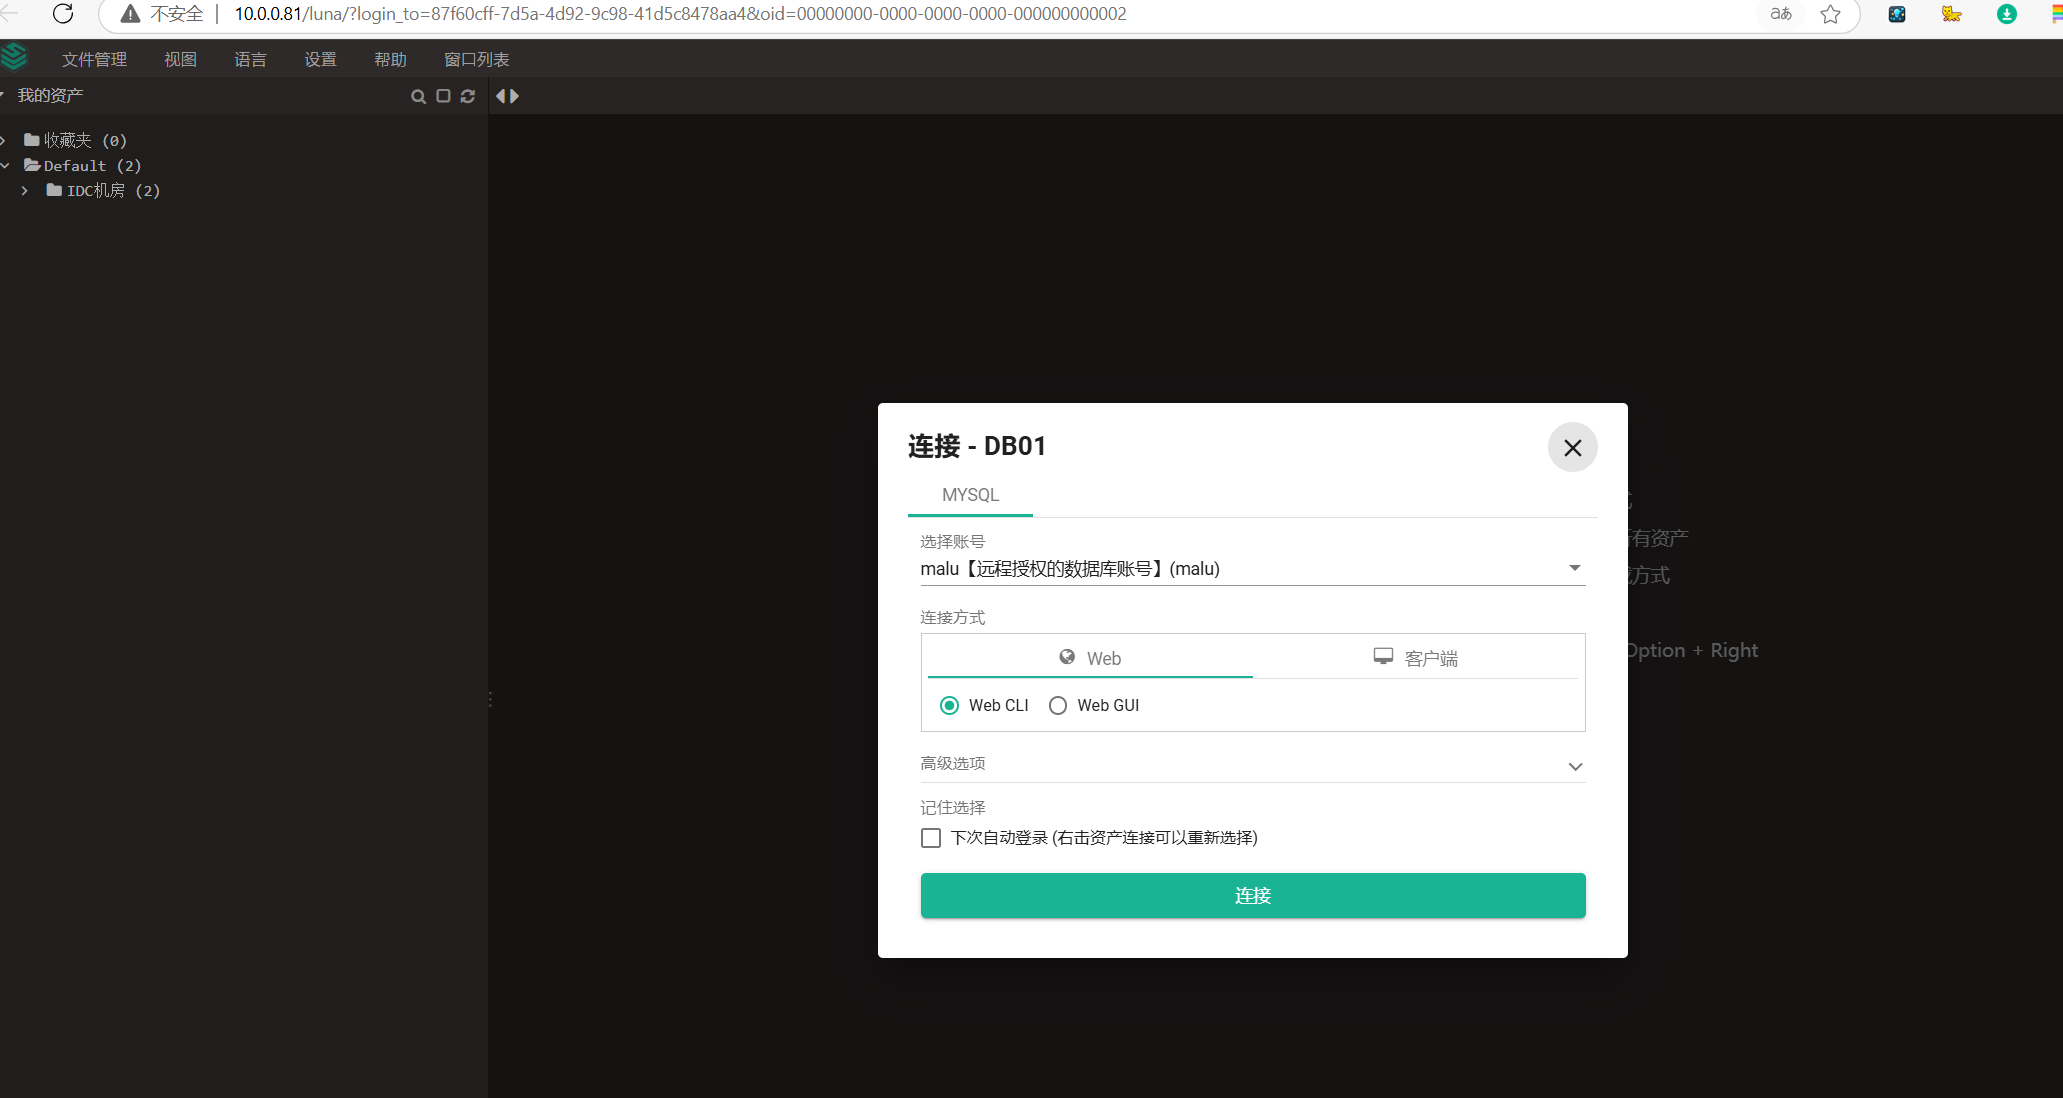 不安全
10.0.0.81/luna/?login_to=87f60cff-7d5a-4d92-9c98-41d5c8478aa4&oid=00000000-0000-0000-0000-000000000002
aあ
文件管理 视图 语言 设置 帮助 窗口列表
我的资产
收藏夹 (0)
Default (2)
IDC机房 (2)
连接 - DB01
MYSQL
选择账号
malu【远程授权的数据库账号】(malu)
连接方式
Web 客户端
Web CLI Web GUI
高级选项
记住选择
下次自动登录 (右击资产连接可以重新选择)
连接
有资产
方式
Option + Right